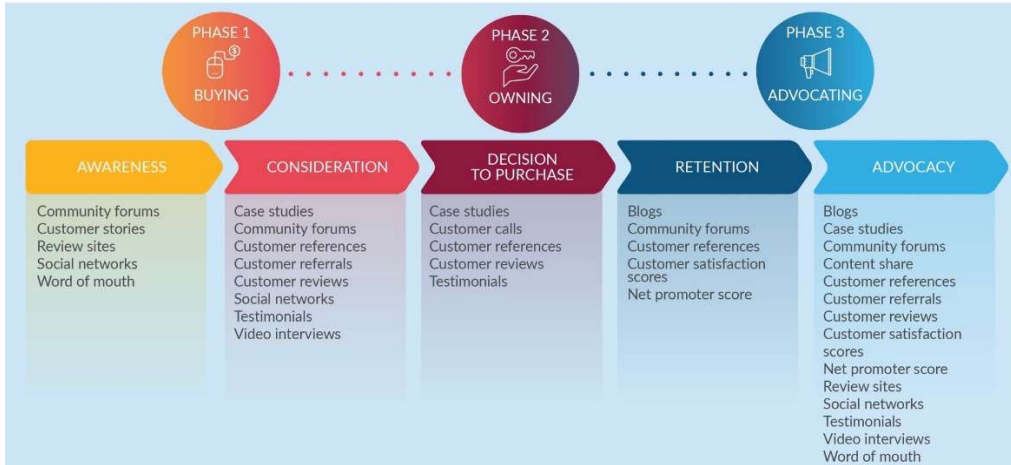 PHASE 1
BUYING
PHASE 2
OWNING
PHASE 3
ADVOCATING
AWARENESS
Community forums
Customer stories
Review sites
Social networks
Word of mouth
CONSIDERATION
Case studies
Community forums
Customer references
Customer referrals
Customer reviews
Social networks
Testimonials
Video interviews
DECISION
TO PURCHASE
Case studies
Customer calls
Customer references
Customer reviews
Testimonials
RETENTION
Blogs
Community forums
Customer references
Customer satisfaction
scores
Net promoter score
ADVOCACY
Blogs
Case studies
Community forums
Content share
Customer references
Customer referrals
Customer reviews
Customer satisfaction
scores
Net promoter score
Review sites
Social networks
Testimonials
Video interviews
Word of mouth